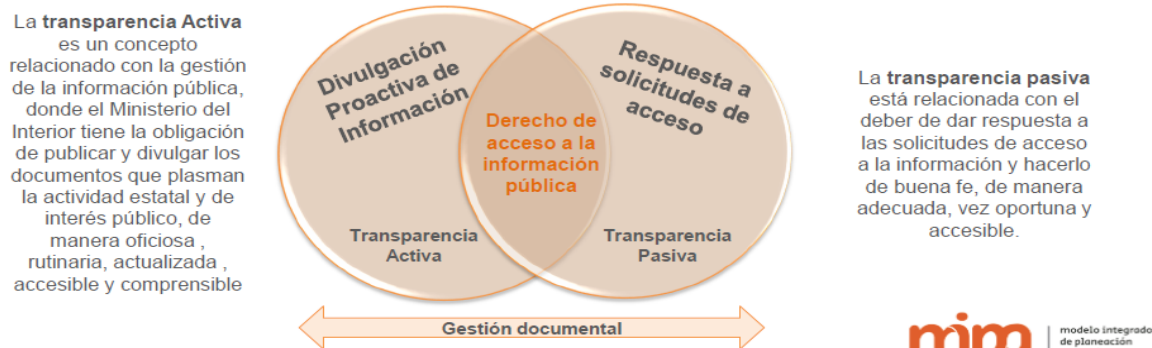 La transparencia Activa
es un concepto
relacionado con la gestión
de la información pública,
donde el Ministerio del
Interior tiene la obligación
de publicar y divulgar los
documentos que plasman
la actividad estatal y de
interés público, de
manera oficiosa ,
rutinaria, actualizada ,
accesible y comprensible
Divulgación
Proactiva de
Información
Transparencia
Activa
Derecho de
acceso a la
información
pública
Respuesta a
solicitudes de
acceso
Transparencia
Pasiva
Gestión documental
La transparencia pasiva
está relacionada con el
deber de dar respuesta a
las solicitudes de acceso
a la información y hacerlo
de buena fe, de manera
adecuada, vez oportuna y
accesible.
modelo integrado
de planeación